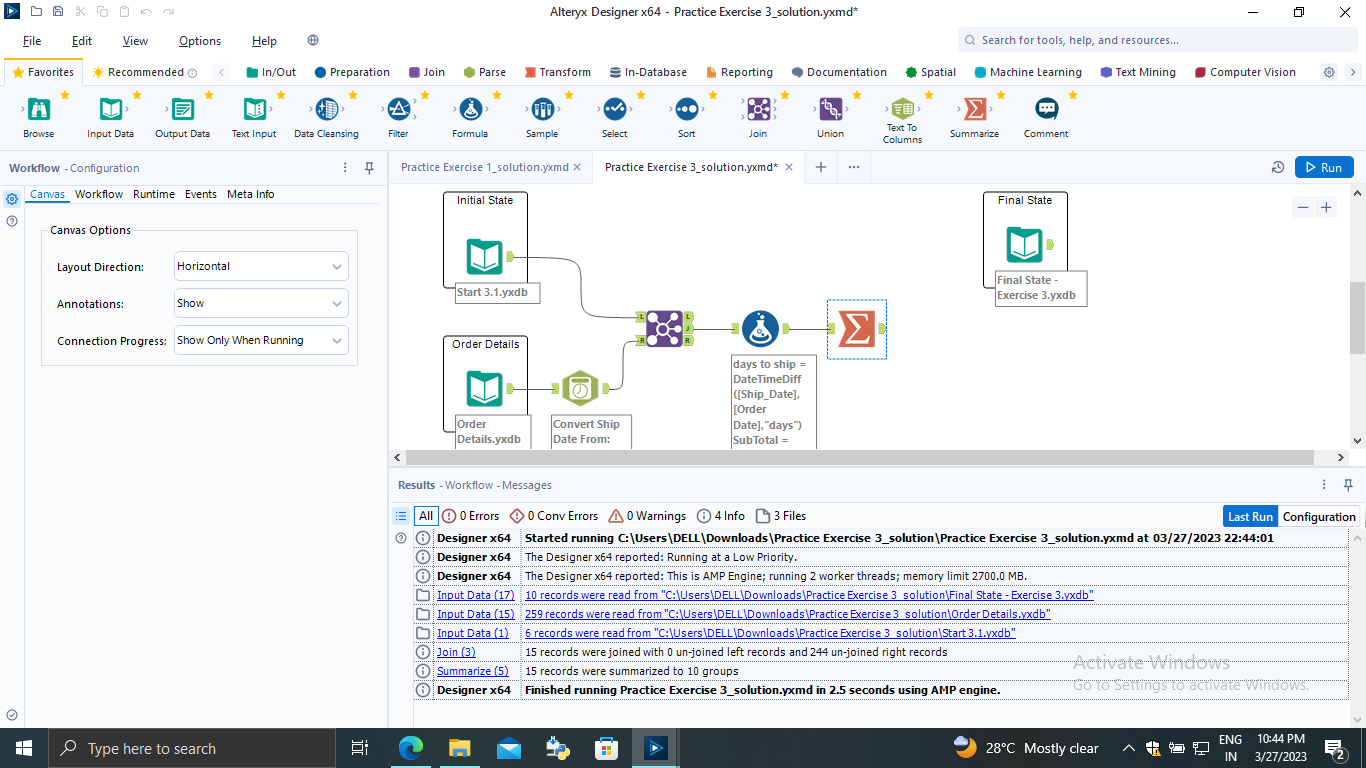 Alteryx Designer x64 - Practice Exercise 3_solution.yxmd*
File Edit View Options Help
Search for tools, help, and resources...
Favorites Recommended In/Out Preparation Join Parse Transform In-Database Reporting Documentation Spatial Machine Learning Text Mining Computer Vision
Browse Input Data Output Data Text Input Data Cleansing Filter Formula Sample Select Sort Join Union Text To Columns Summarize Comment
Workflow - Configuration
Practice Exercise 1_solution.yxmd
Practice Exercise 3_solution.yxmd*
Run
Canvas Workflow Runtime Events Meta Info
Canvas Options
Layout Direction: Horizontal
Annotations: Show
Connection Progress: Show Only When Running
Initial State
Start 3.1.yxdb
Order Details
Order
Details.yxdb
Convert Ship
Date From:
L
R
L
J
R
days to ship =
DateTimeDiff
([Ship_Date],
[Order
Date],"days")
SubTotal =
Final State
Final State -
Exercise 3.yxdb
Results - Workflow - Messages
All 0 Errors 0 Conv Errors 0 Warnings 4 Info 3 Files Last Run Configuration
Designer x64 Started running C:\Users\DELL\Downloads\Practice Exercise 3_solution\Practice Exercise 3_solution.yxmd at 03/27/2023 22:44:01
Designer x64 The Designer x64 reported: Running at a Low Priority.
Designer x64 The Designer x64 reported: This is AMP Engine; running 2 worker threads; memory limit 2700.0 MB.
Input Data (17) 10 records were read from "C:\Users\DELL\Downloads\Practice Exercise 3_solution\Final State - Exercise 3.yxdb"
Input Data (15) 259 records were read from "C:\Users\DELL\Downloads\Practice Exercise 3_solution\Order Details.yxdb"
Input Data (1) 6 records were read from "C:\Users\DELL\Downloads\Practice Exercise 3_solution\Start 3.1.yxdb"
Join (3) 15 records were joined with 0 un-joined left records and 244 un-joined right records
Summarize (5) 15 records were summarized to 10 groups
Designer x64 Finished running Practice Exercise 3_solution.yxmd in 2.5 seconds using AMP engine.
Activate Windows
Go to Settings to activate Windows.
Type here to search
28°C Mostly clear
ENG
IN
10:44 PM
3/27/2023
2